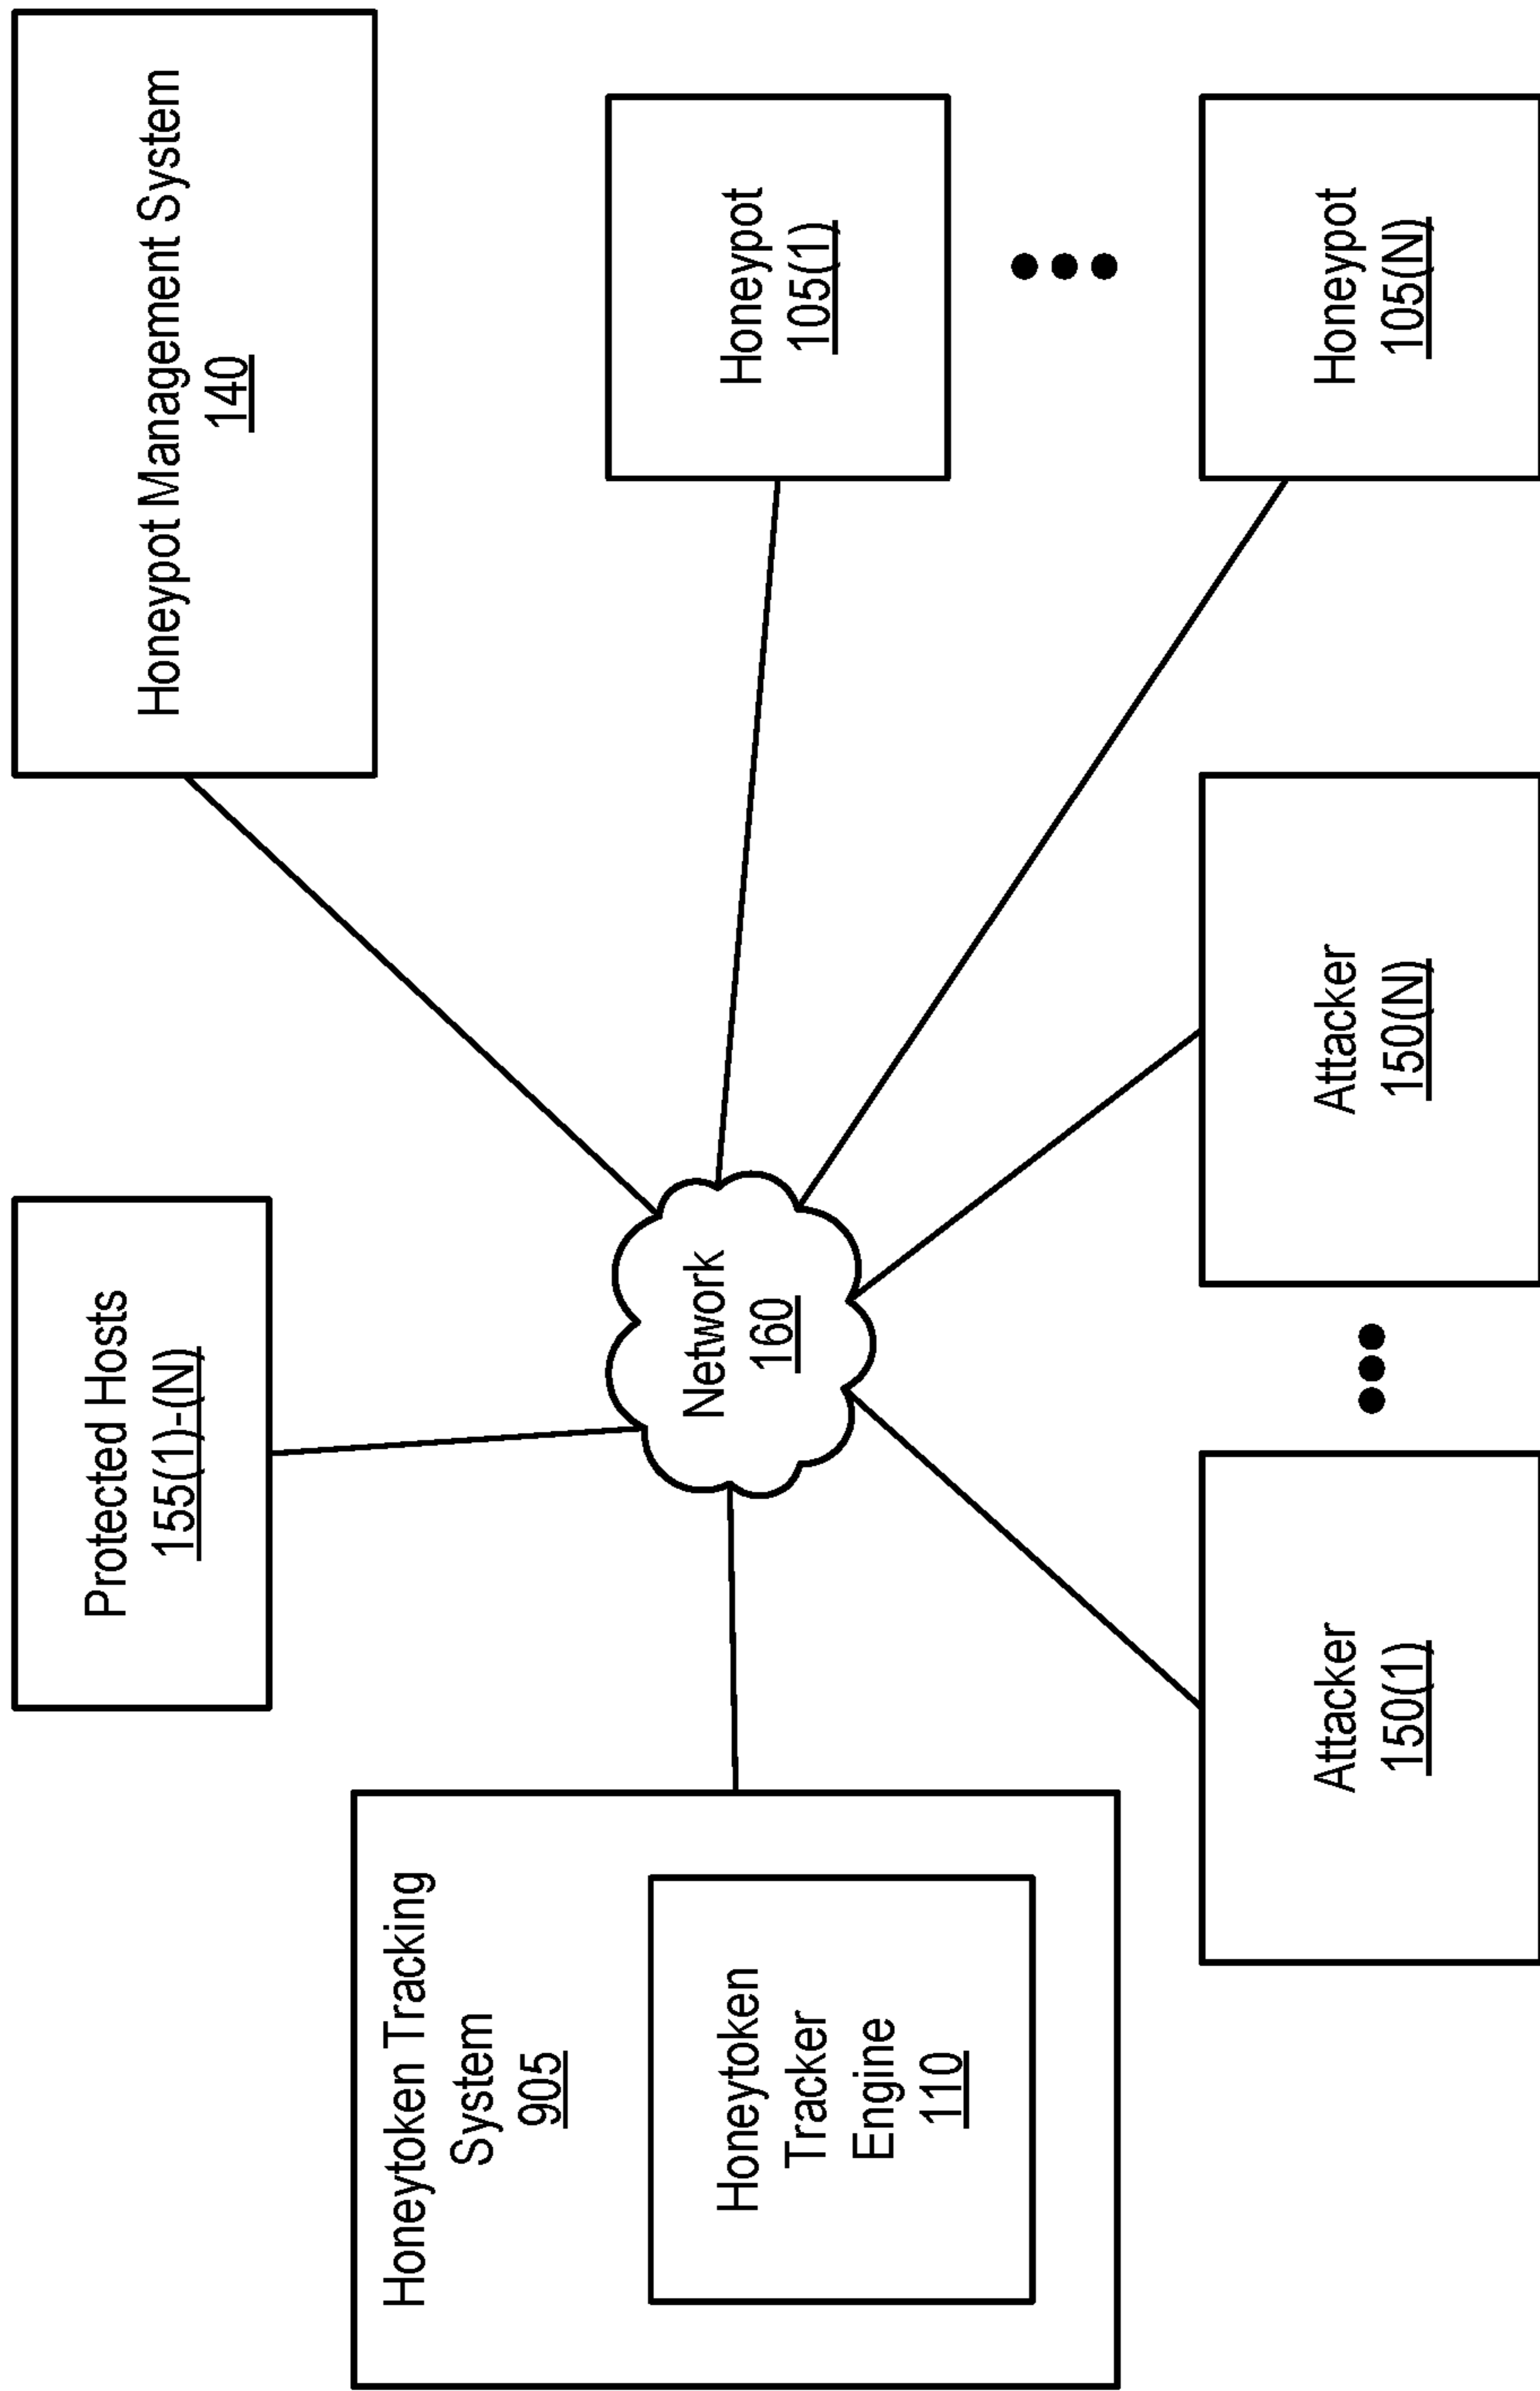 Protected Hosts
155(1)-(N)
Honeypot Management System
140
Honeytoken Tracking
System
905
Honeytoken
Tracker
Engine
110
Network
160
Honeypot
105(1)
Honeypot
105(N)
Attacker
150(1)
Attacker
150(N)